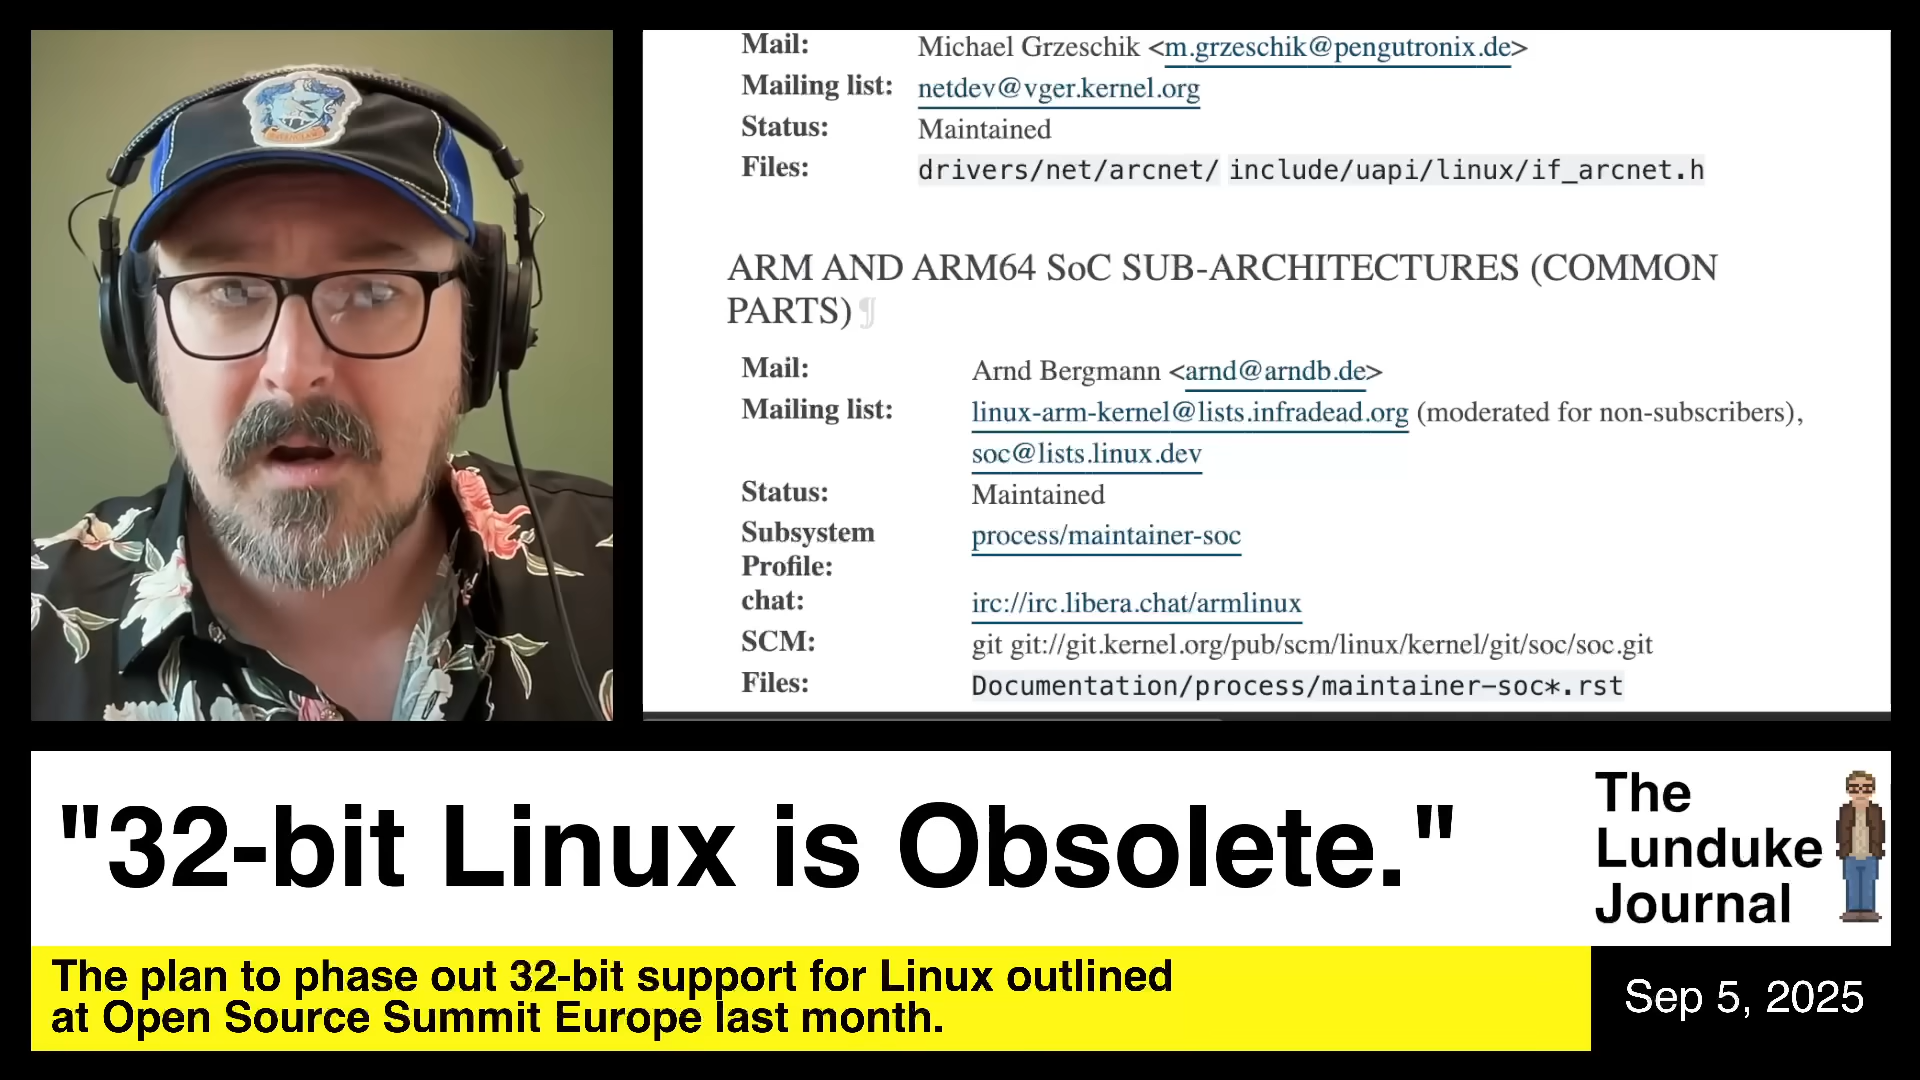 Mail: Michael Grzeschik <m.grzeschik@pengutronix.de>
Mailing list: netdev@vger.kernel.org
Status: Maintained
Files: drivers/net/arcnet/ include/uapi/linux/if_arcnet.h
ARM AND ARM64 SoC SUB-ARCHITECTURES (COMMON
PARTS)¶
Mail: Arnd Bergmann <arnd@arndb.de>
Mailing list: linux-arm-kernel@lists.infradead.org (moderated for non-subscribers),
soc@lists.linux.dev
Status: Maintained
Subsystem process/maintainer-soc
Profile:
chat: irc://irc.libera.chat/armlinux
SCM: git git://git.kernel.org/pub/scm/linux/kernel/git/soc/soc.git
Files: Documentation/process/maintainer-soc*.rst
"32-bit Linux is Obsolete."
The
Lunduke
Journal
The plan to phase out 32-bit support for Linux outlined
at Open Source Summit Europe last month.
Sep 5, 2025